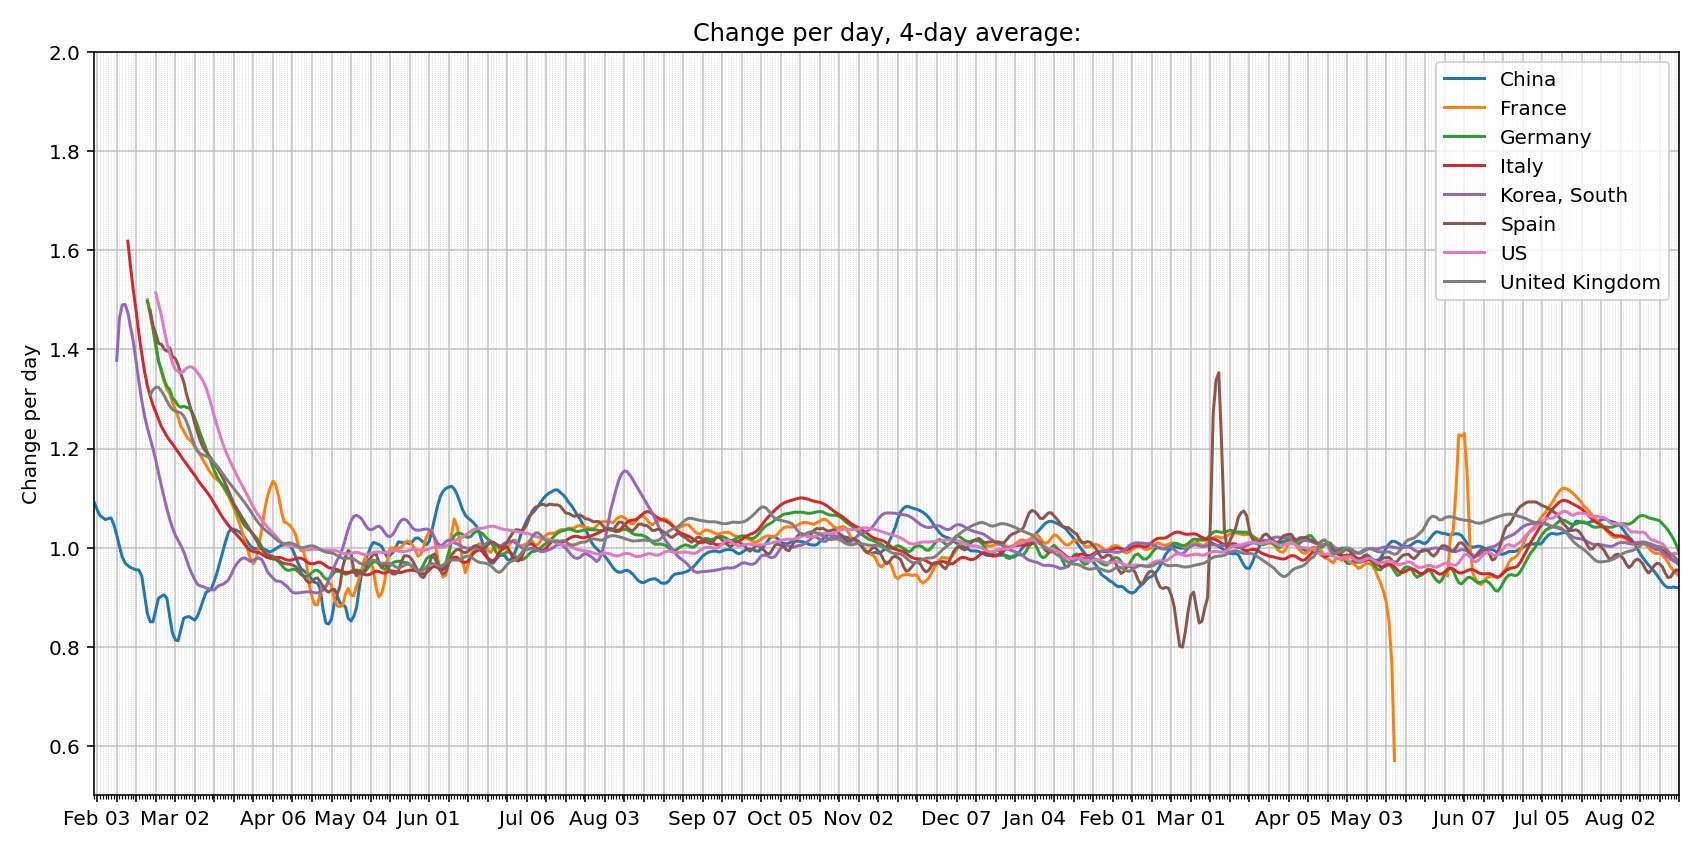 Change per day, 4-day average:
2.0
1.8
1.6
1.4
1.2
1.0
0.8
0.6
Change per day
China
France
Germany
Italy
Korea, South
Spain
US
United Kingdom
Feb 03 Mar 02 Apr 06 May 04 Jun 01 Jul 06 Aug 03 Sep 07 Oct 05 Nov 02 Dec 07 Jan 04 Feb 01 Mar 01 Apr 05 May 03 Jun 07 Jul 05 Aug 02